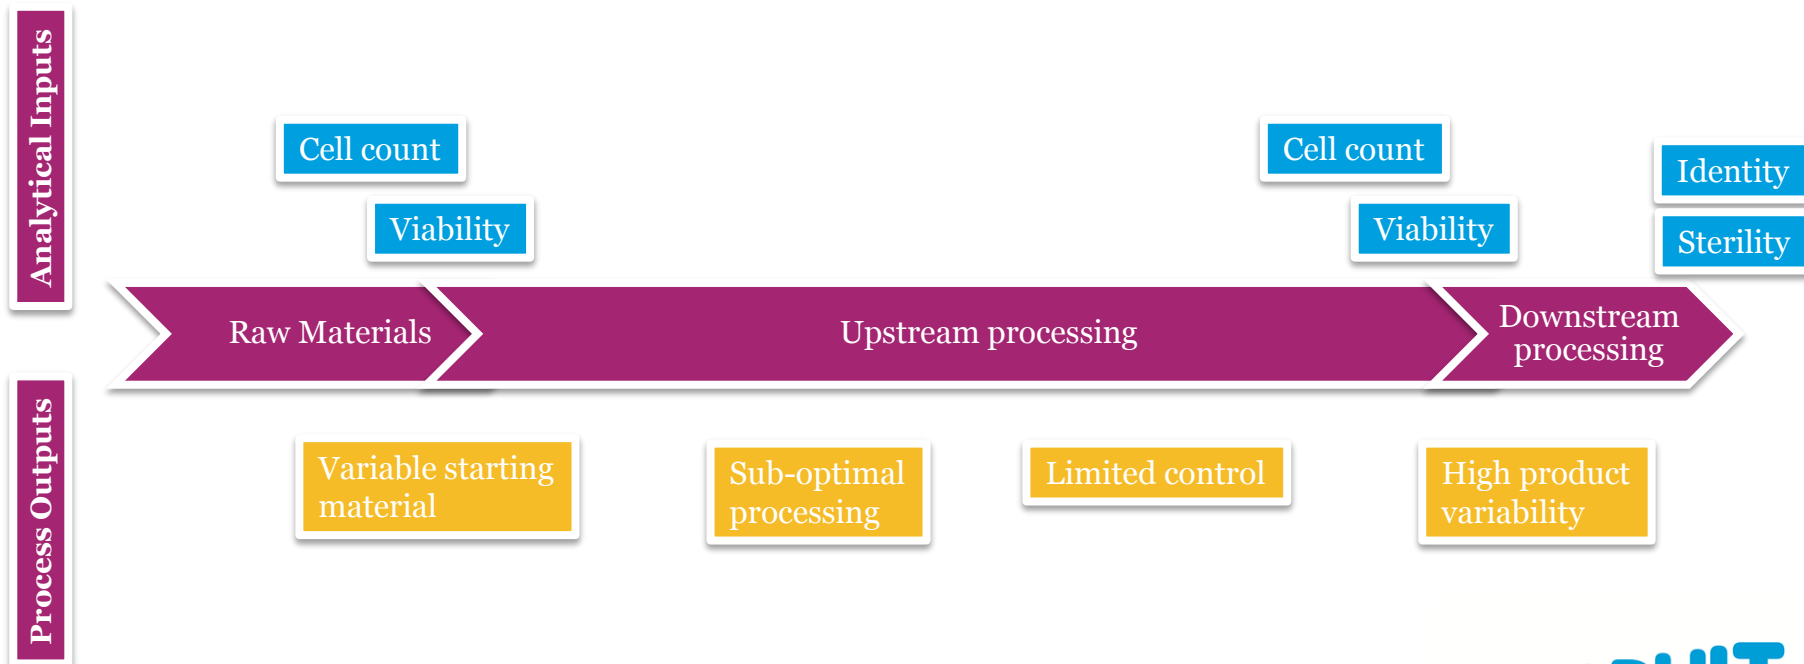 Analytical Inputs
Cell count
Viability
Cell count
Viability
Identity
Sterility
Raw Materials
Upstream processing
Downstream
processing
Process Outputs
Variable starting
material
Sub-optimal
processing
Limited control
High product
variability